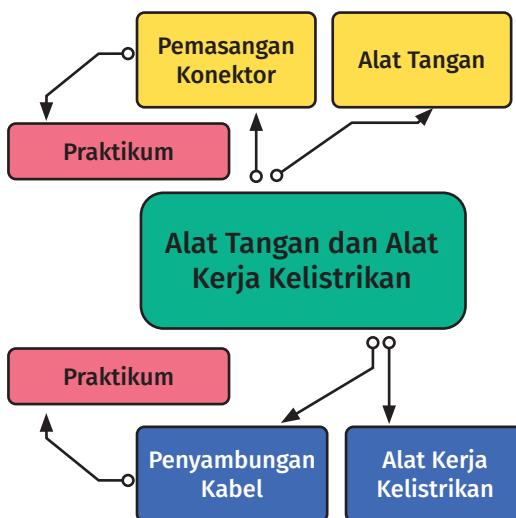 Pemasangan
Konektor
Alat Tangan
Praktikum
Alat Tangan dan Alat
Kerja Kelistrikan
Praktikum
Penyambungan
Kabel
Alat Kerja
Kelistrikan